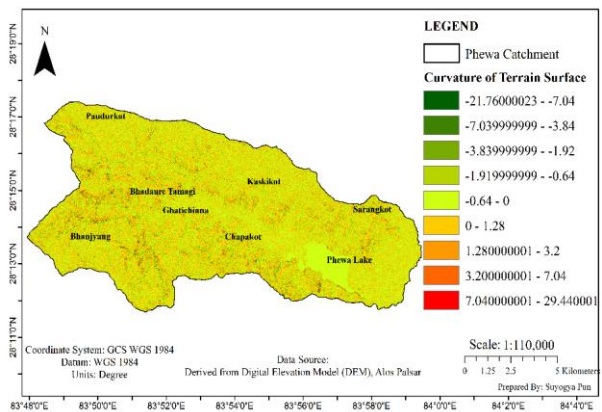 LEGEND
N
Phewa Catchment
Curvature of Terrain Surface
-21.76000023 - -7.04
-7.039999999 - -3.84
-3.839999999 - -1.92
-1.919999999 - -0.64
-0.64 - 0
0 - 1.28
1.280000001 - 3.2
3.200000001 - 7.04
7.040000001 - 29.440001
28°19'0"N
28°17'0"N
28°15'0"N
28°13'0"N
28°11'0"N
Paudurkot
Kaskikot
Bhadaure Tamagi
Ghatichinna
Sarangkot
Bhanjyang
Chapakot
Phewa Lake
Scale: 1:110,000
0 1.25 2.5 5 Kilometers
Coordinate System: GCS WGS 1984
Datum: WGS 1984
Units: Degree
Data Source:
Derived from Digital Elevation Model (DEM), Alos Palsar
Prepared By: Suyogya Pun
83°48'0"E 83°50'0"E 83°52'0"E 83°54'0"E 83°56'0"E 83°58'0"E 84°0'0"E 84°2'0"E 84°4'0"E